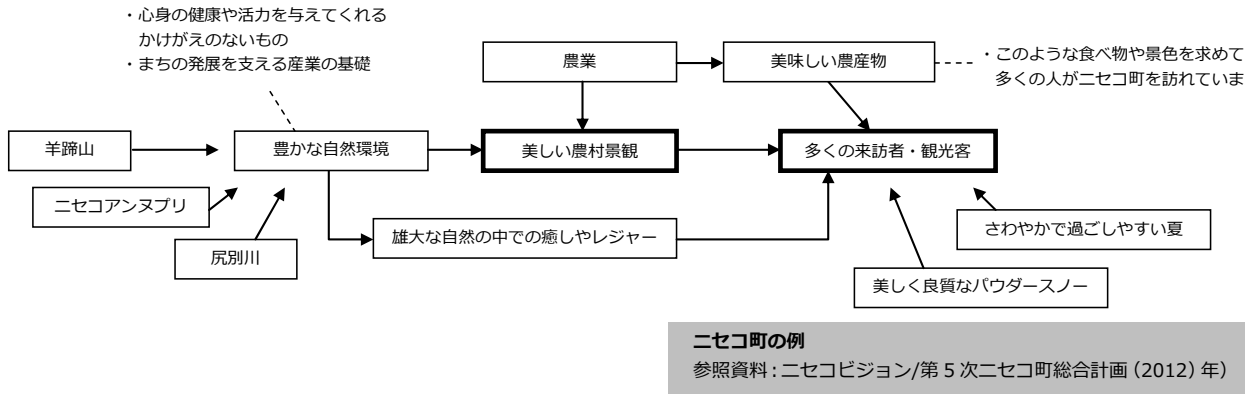 ・心身の健康や活力を与えてくれる
かけがえのないもの
・まちの発展を支える産業の基礎
農業
美味しい農産物
・このような食べ物や景色を求めて
多くの人がニセコ町を訪れていま
羊蹄山
豊かな自然環境
美しい農村景観
多くの来訪者・観光客
ニセコアンヌプリ
尻別川
雄大な自然の中での癒しやレジャー
さわやかで過ごしやすい夏
美しく良質なパウダースノー
ニセコ町の例
参照資料:ニセコビジョン/第5次ニセコ町総合計画(2012)年)